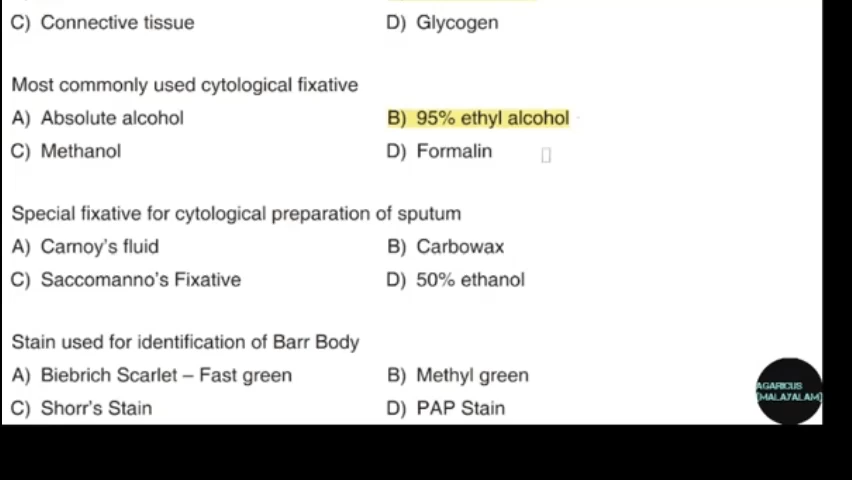 C) Connective tissue D) Glycogen
Most commonly used cytological fixative
A) Absolute alcohol B) 95% ethyl alcohol
C) Methanol D) Formalin
Special fixative for cytological preparation of sputum
A) Carnoy's fluid B) Carbowax
C) Saccomanno's Fixative D) 50% ethanol
Stain used for identification of Barr Body
A) Biebrich Scarlet – Fast green B) Methyl green
C) Shorr's Stain D) PAP Stain
AGARICUS
(MALAYALAM)